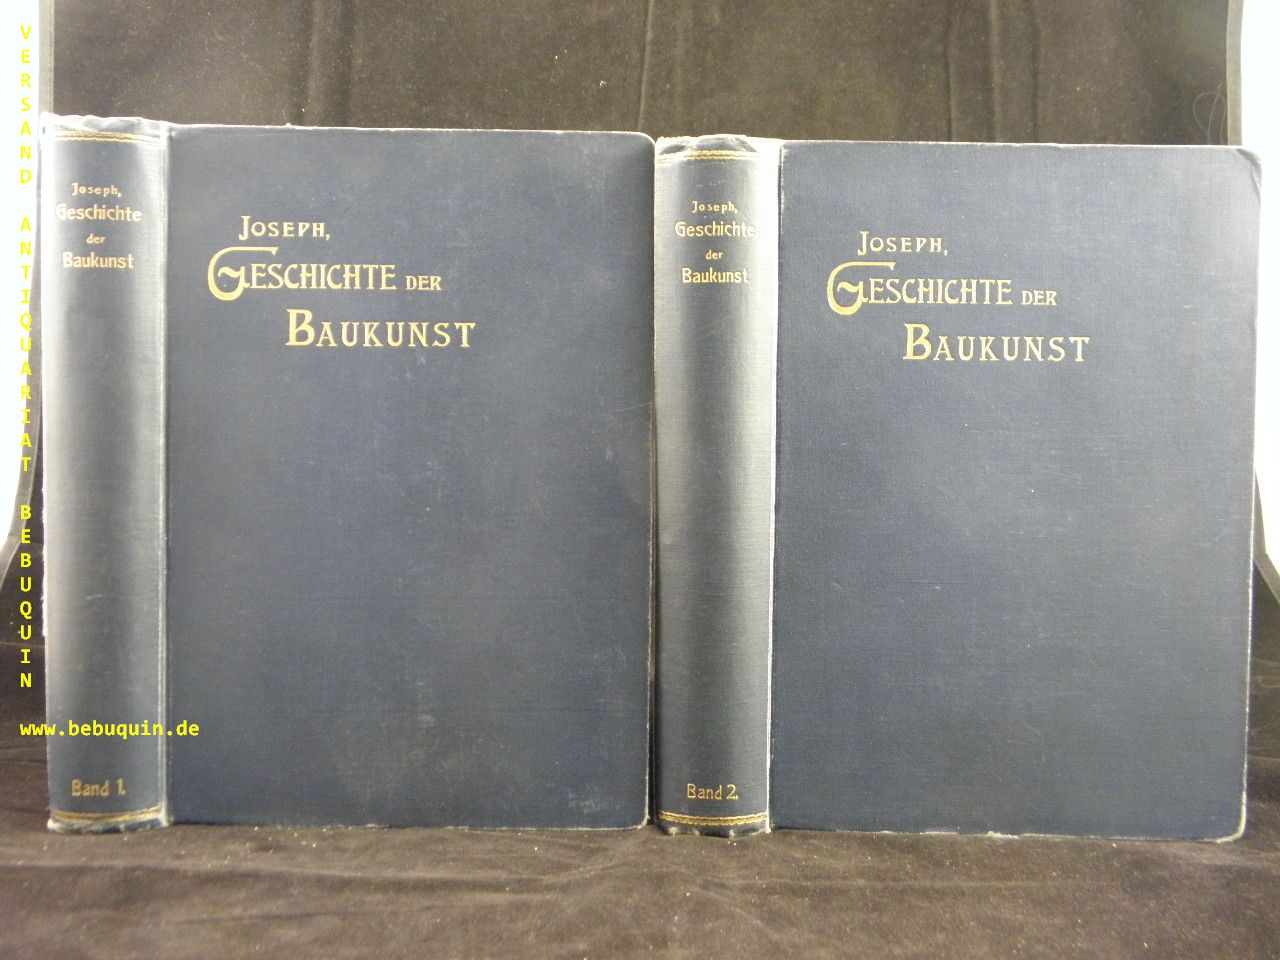 VERSAND ANTIQUARIAT BEBUQUIN
www.bebuquin.de
Joseph,
Geschichte
der
Baukunst
Band 1.
JOSEPH,
GESCHICHTE DER
BAUKUNST
Joseph,
Geschichte
der
Baukunst
Band 2.
JOSEPH,
GESCHICHTE DER
BAUKUNST